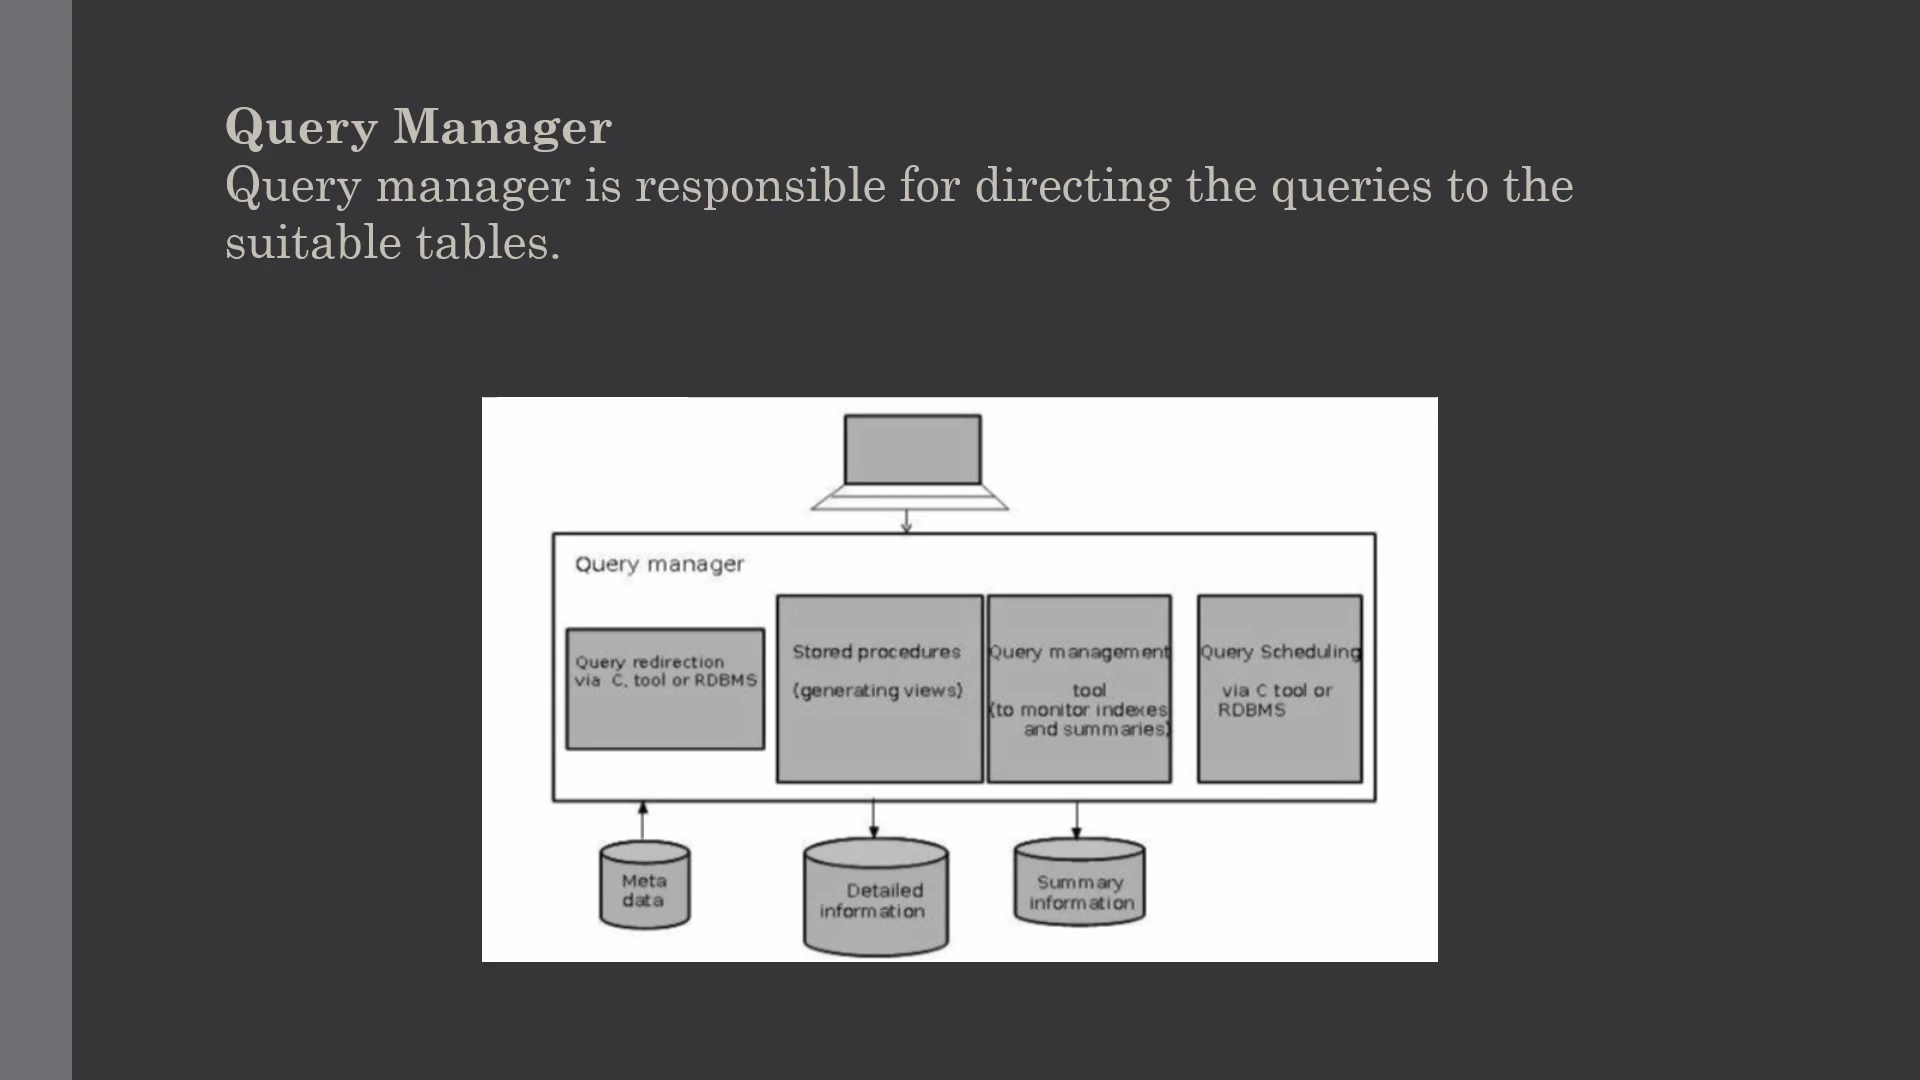 Query Manager
Query manager is responsible for directing the queries to the
suitable tables.
Query manager
Query redirection
via C, tool or RDBMS
Stored procedures
(generating views)
Query management
tool
(to monitor indexes
and summaries)
Query Scheduling
via C tool or
RDBMS
Meta
data
Detailed
information
Summary
information